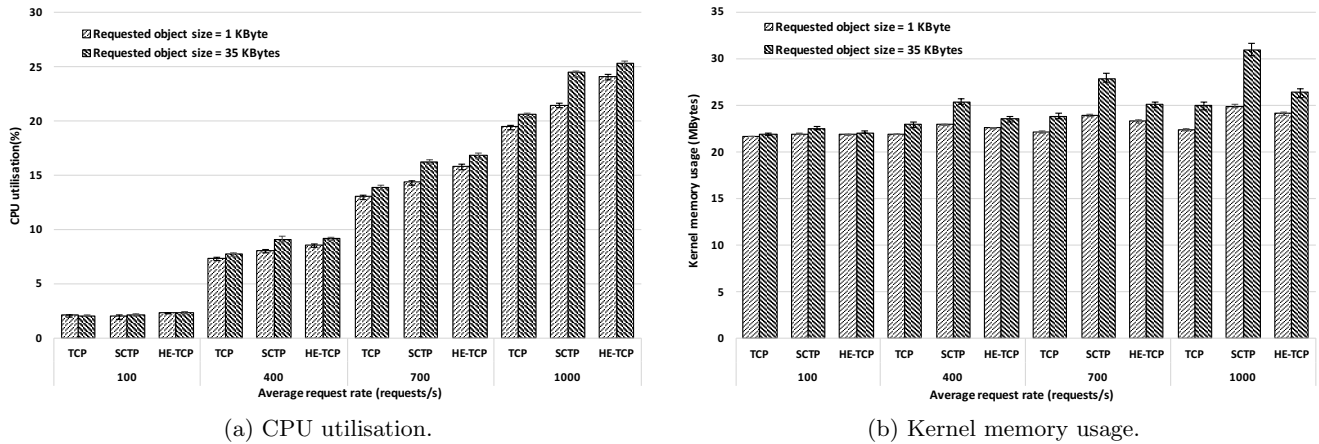 30
25
20
15
10
5
0
CPU utilisation(%)
Requested object size = 1 KByte
Requested object size = 35 KBytes
TCP SCTP HE-TCP TCP SCTP HE-TCP TCP SCTP HE-TCP TCP SCTP HE-TCP
100 400 700 1000
Average request rate (requests/s)
(a) CPU utilisation.
35
30
25
20
15
10
5
0
Kernel memory usage (MBytes)
Requested object size = 1 KByte
Requested object size = 35 KBytes
TCP SCTP HE-TCP TCP SCTP HE-TCP TCP SCTP HE-TCP TCP SCTP HE-TCP
100 400 700 1000
Average request rate (requests/s)
(b) Kernel memory usage.